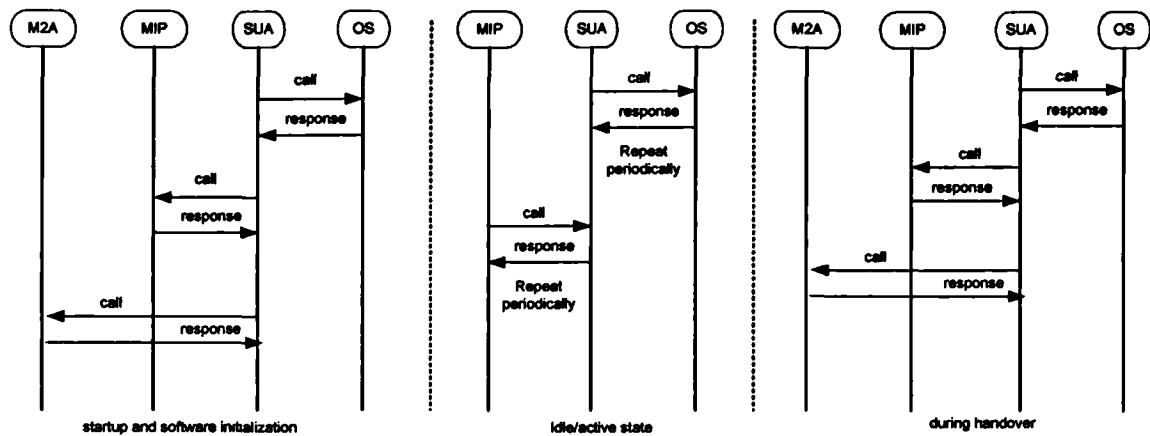 M2A MIP SUA OS
call
response
call
response
call
response
startup and software initialization
MIP SUA OS
call
response
Repeat
periodically
call
response
Repeat
periodically
Idle/active state
M2A MIP SUA OS
call
response
call
response
call
response
during handover